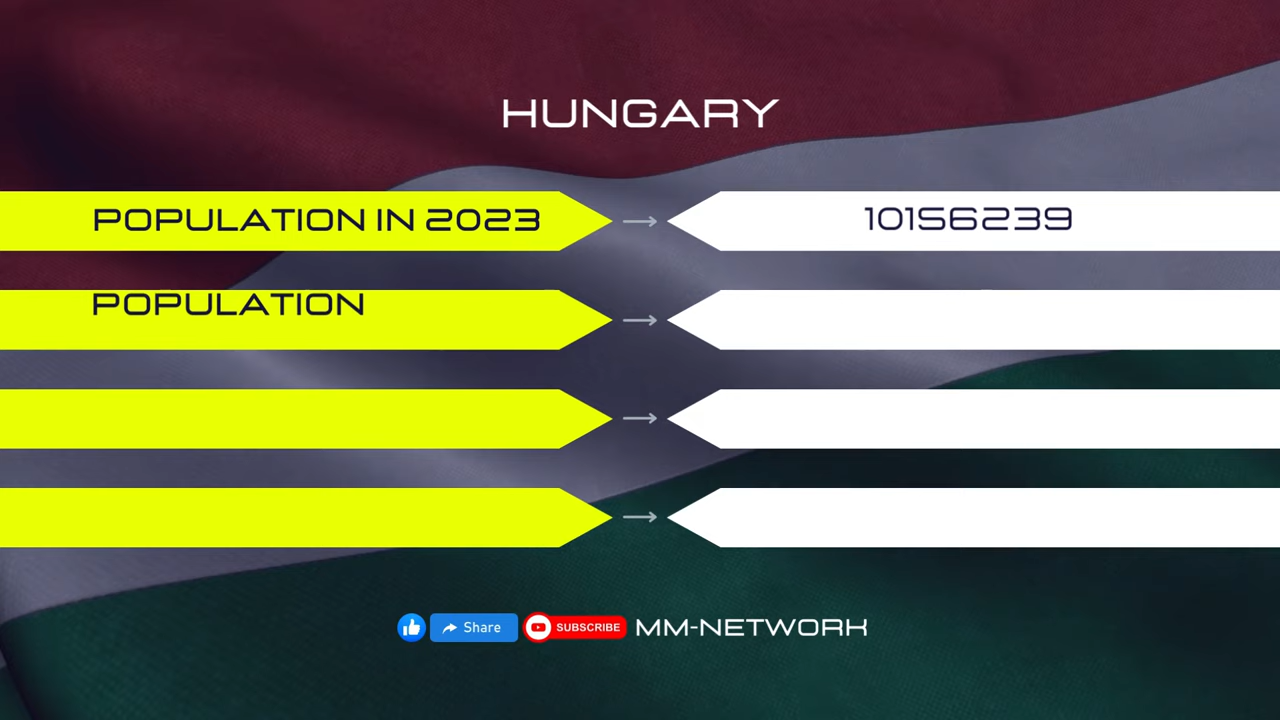 HUNGARY
POPULATION IN 2023 10156239
POPULATION
Share SUBSCRIBE MM-NETWORK